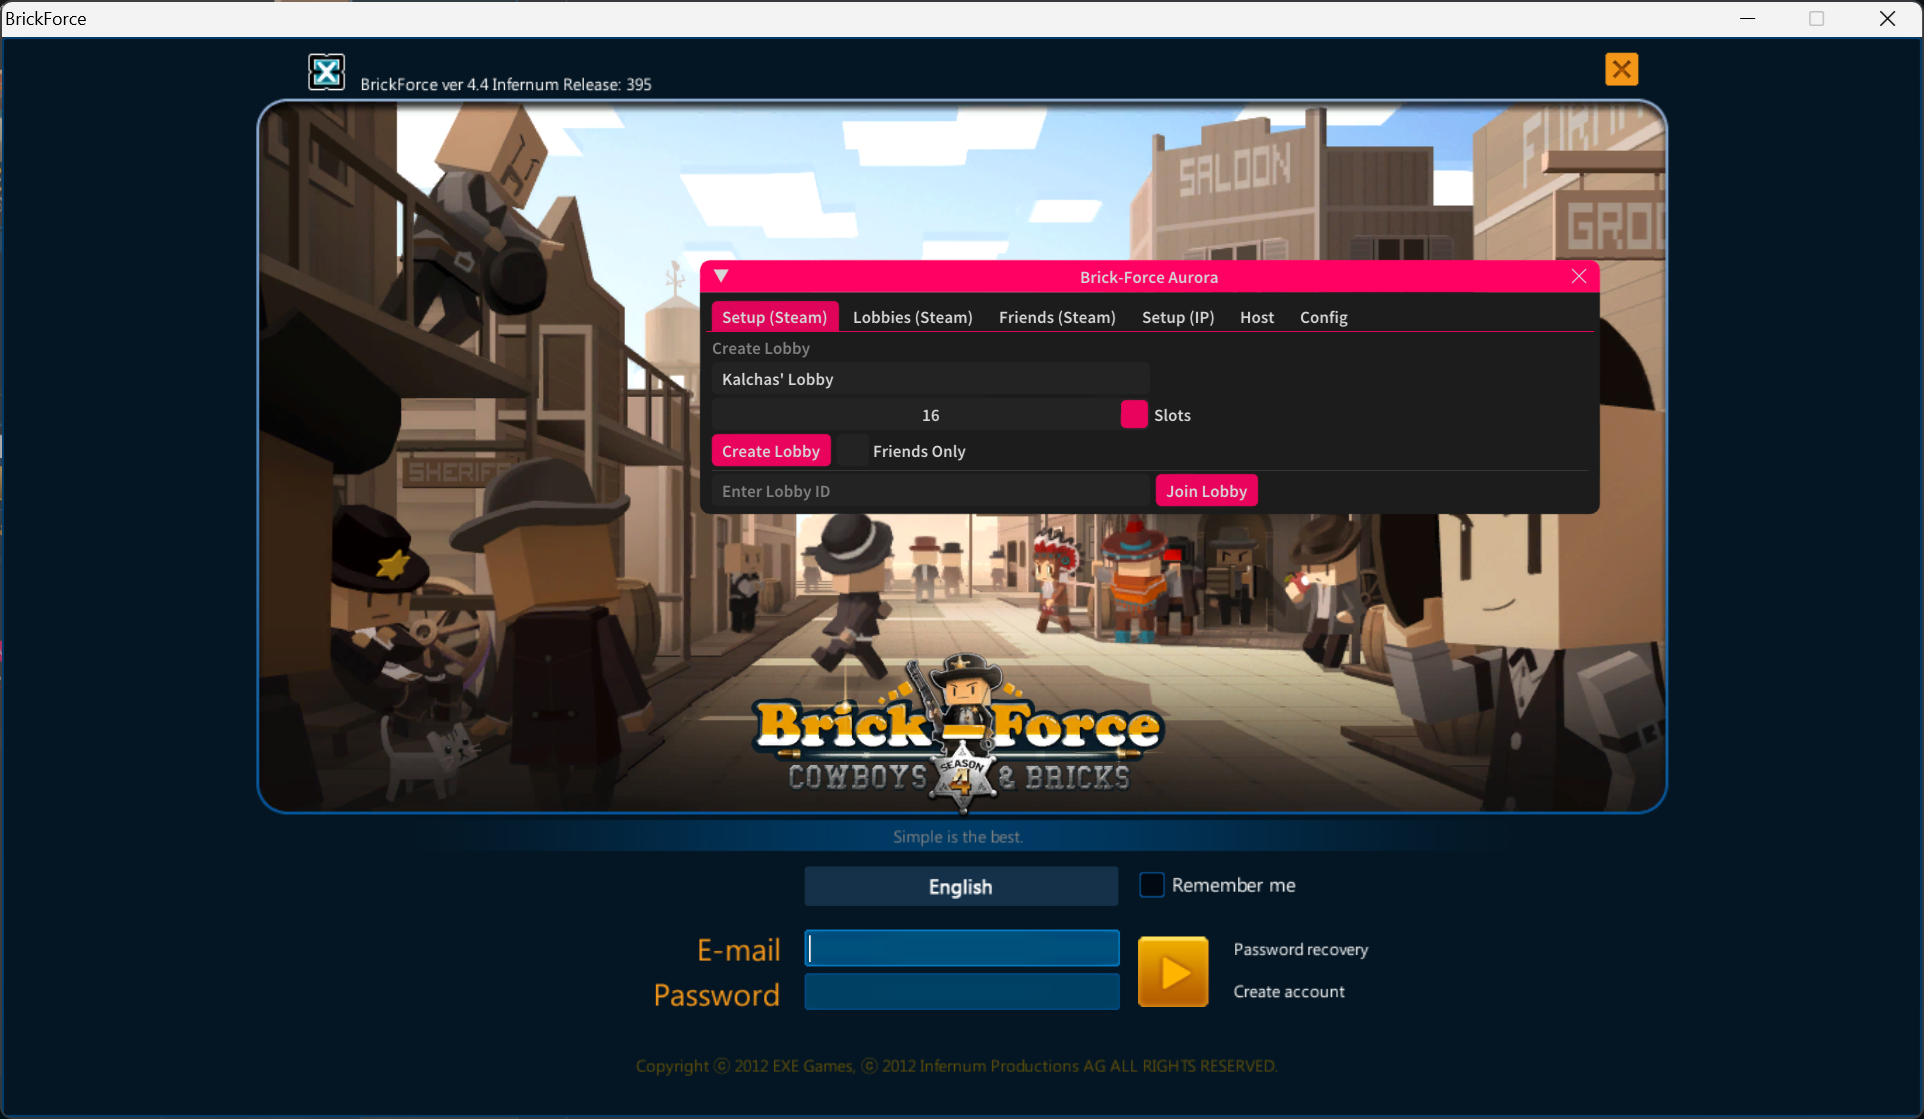 BrickForce
BrickForce ver 4.4 Infernum Release: 395
SALOON
Brick-Force Aurora
Setup (Steam) Lobbies (Steam) Friends (Steam) Setup (IP) Host Config
Create Lobby
Kalchas' Lobby
16 Slots
Create Lobby Friends Only
Enter Lobby ID Join Lobby
SHERIFF
Brick-Force
SEASON
COWBOYS 4 & BRICKS
Simple is the best.
English Remember me
E-mail Password recovery
Password Create account
Copyright ⓒ 2012 EXE Games, ⓒ 2012 Infernum Productions AG ALL RIGHTS RESERVED.